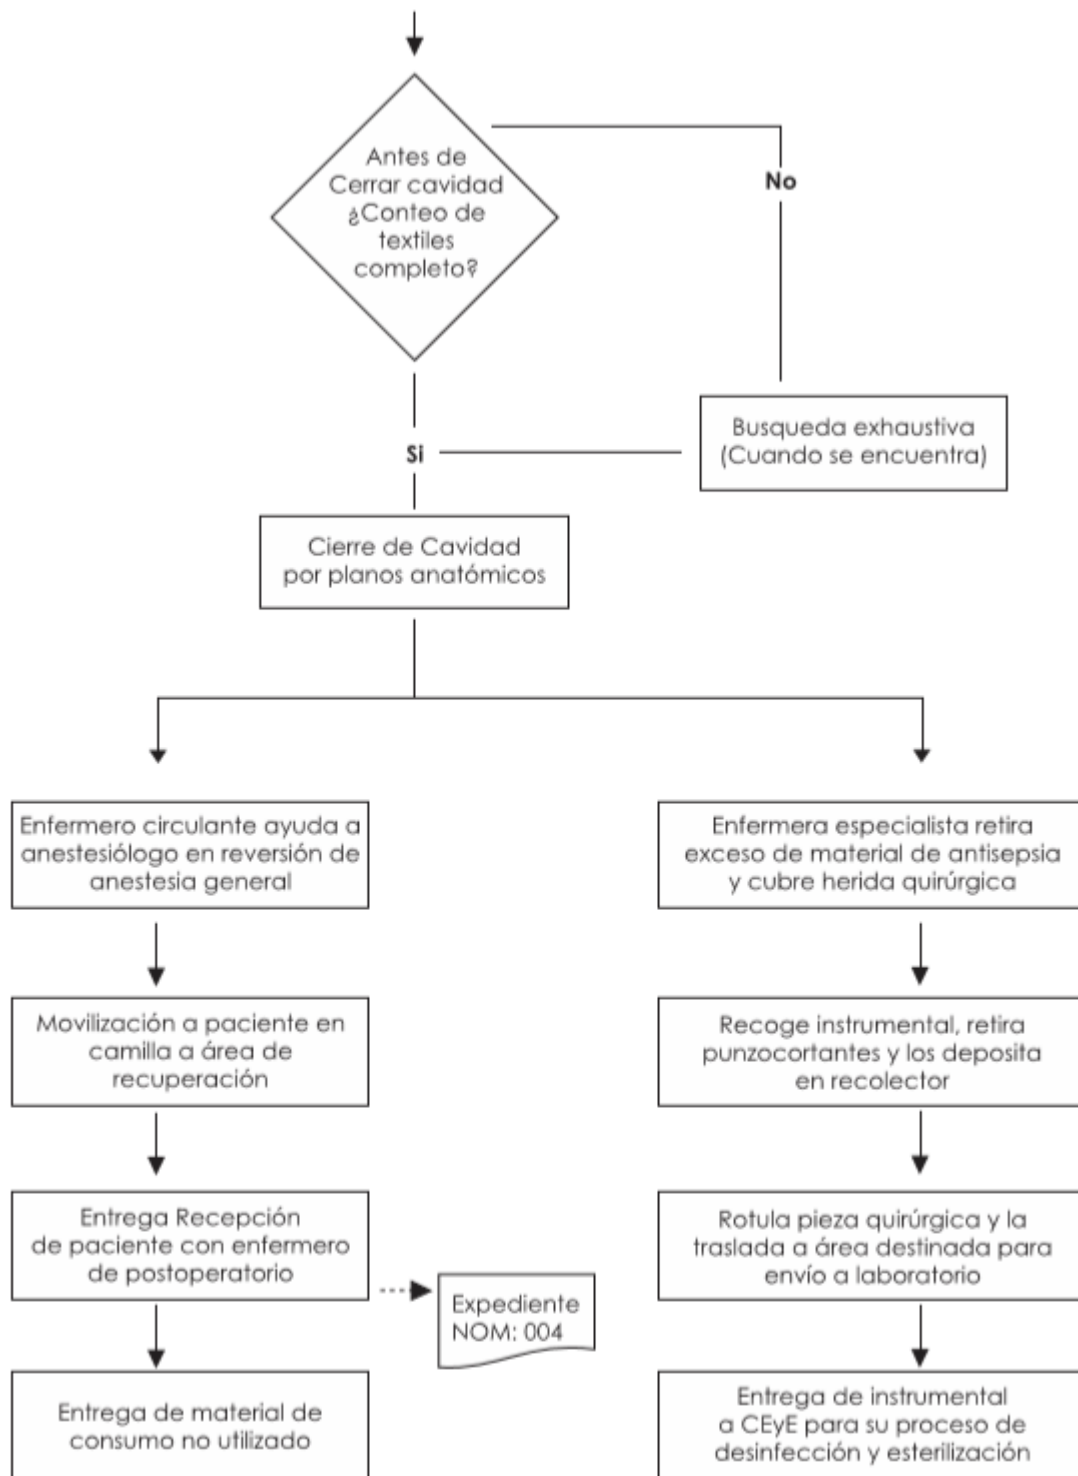 Antes de
Cerrar cavidad
¿Conteo de
textiles
completo?
No
Busqueda exhaustiva
(Cuando se encuentra)
Si
Cierre de Cavidad
por planos anatómicos
Enfermero circulante ayuda a
anestesiólogo en reversión de
anestesia general
Enfermera especialista retira
exceso de material de antisepsia
y cubre herida quirúrgica
Movilización a paciente en
camilla a área de
recuperación
Recoge instrumental, retira
punzocortantes y los deposita
en recolector
Entrega Recepción
de paciente con enfermero
de postoperatorio
Rotula pieza quirúrgica y la
traslada a área destinada para
envío a laboratorio
Expediente
NOM: 004
Entrega de material de
consumo no utilizado
Entrega de instrumental
a CEyE para su proceso de
desinfección y esterilización